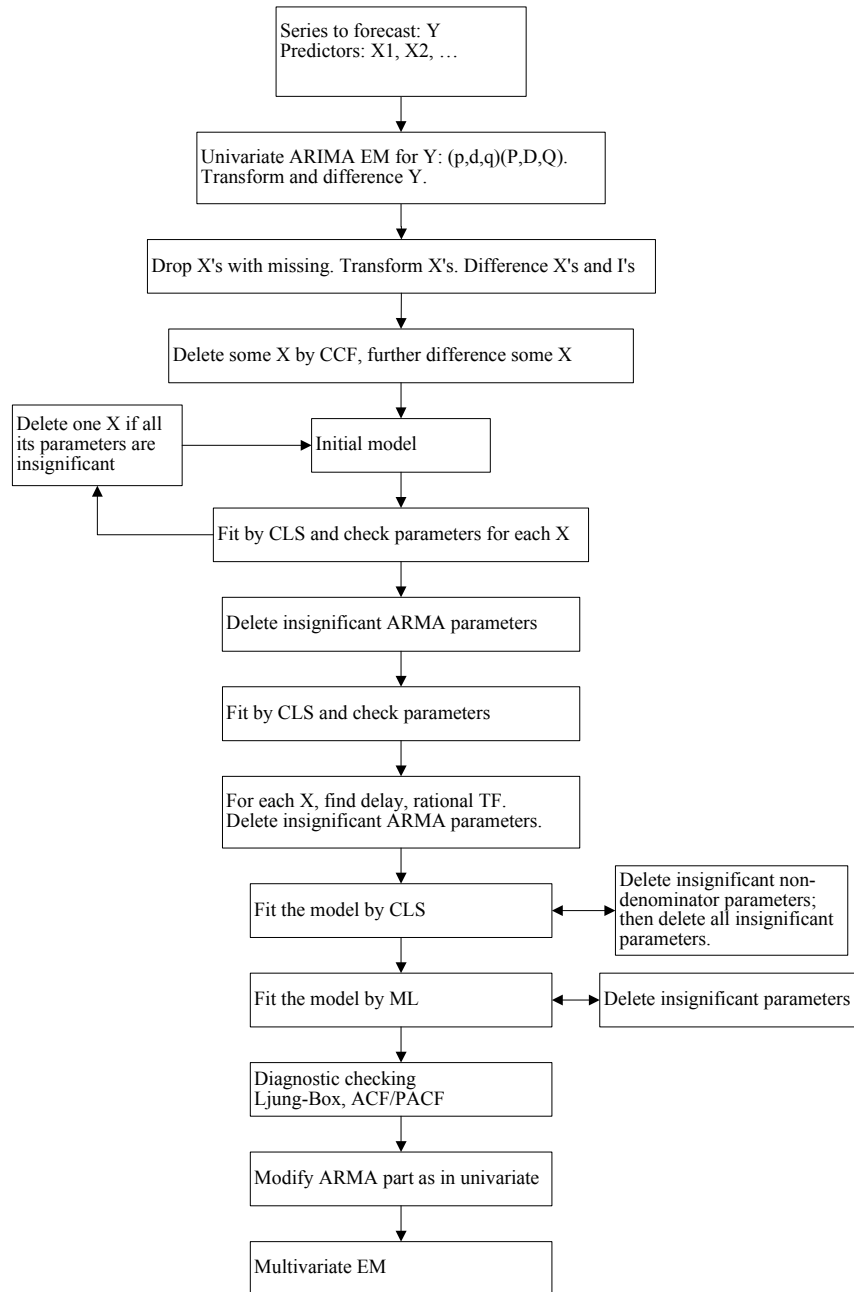 Series to forecast: Y
Predictors: X1, X2, …
Univariate ARIMA EM for Y: (p,d,q)(P,D,Q).
Transform and difference Y.
Drop X's with missing. Transform X's. Difference X's and I's
Delete some X by CCF, further difference some X
Delete one X if all
its parameters are
insignificant
Initial model
Fit by CLS and check parameters for each X
Delete insignificant ARMA parameters
Fit by CLS and check parameters
For each X, find delay, rational TF.
Delete insignificant ARMA parameters.
Fit the model by CLS
Delete insignificant non-
denominator parameters;
then delete all insignificant
parameters.
Fit the model by ML
Delete insignificant parameters
Diagnostic checking
Ljung-Box, ACF/PACF
Modify ARMA part as in univariate
Multivariate EM